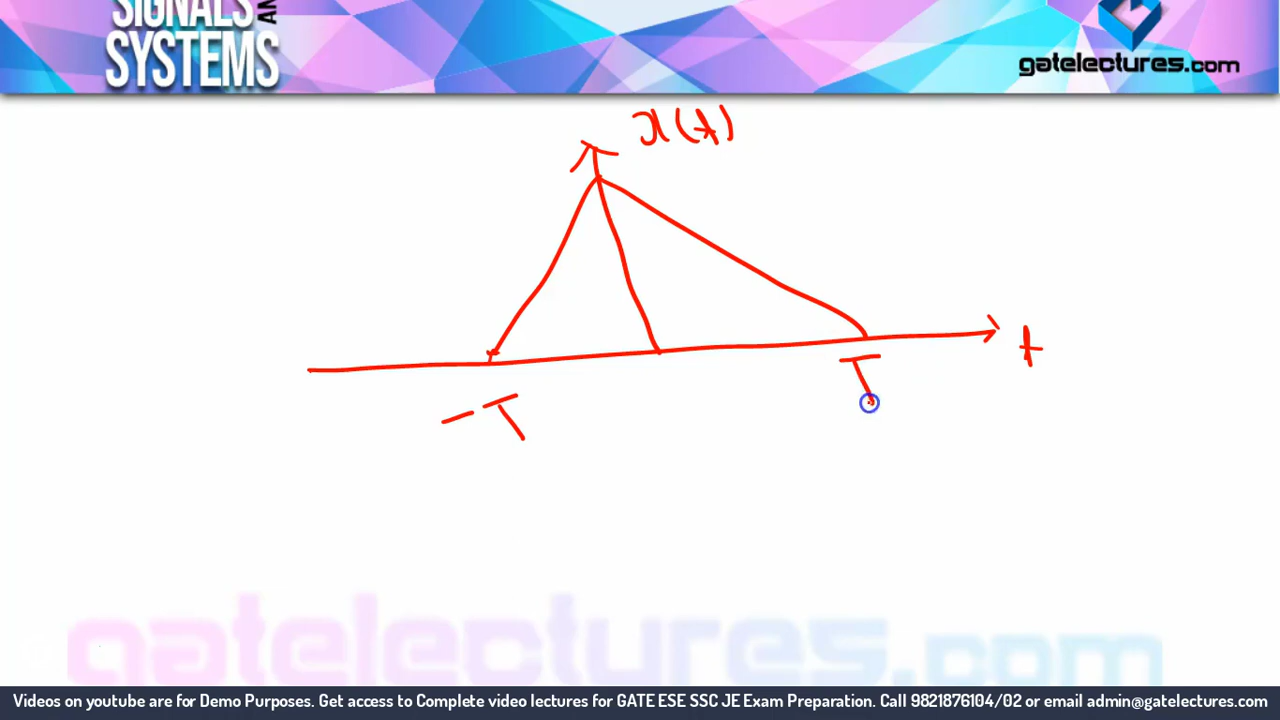 SIGNALS AND
SYSTEMS
gatelectures.com
x(t)
t
-T
T
gatelectures.com
Videos on youtube are for Demo Purposes. Get access to Complete video lectures for GATE ESE SSC JE Exam Preparation. Call 9821876104/02 or email admin@gatelectures.com